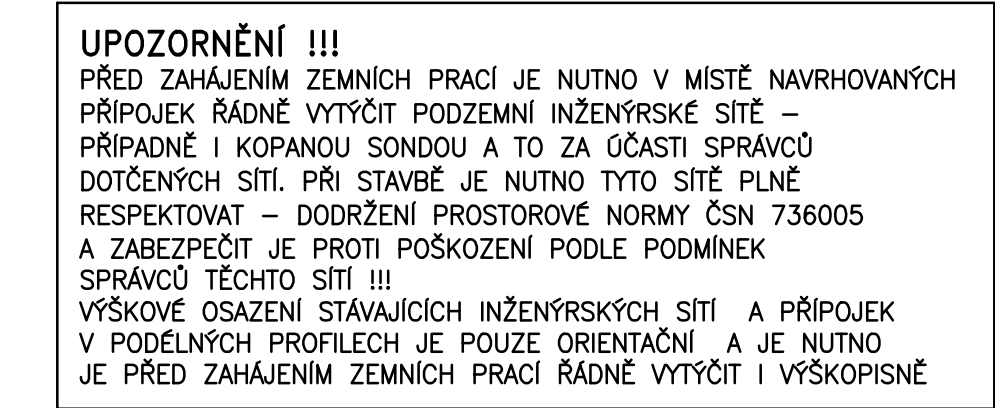 UPOZORNĚNÍ !!!
PŘED ZAHÁJENÍM ZEMNÍCH PRACÍ JE NUTNO V MÍSTĚ NAVRHOVANÝCH
PŘÍPOJEK ŘÁDNĚ VYTÝČIT PODZEMNÍ INŽENÝRSKÉ SÍTĚ –
PŘÍPADNĚ I KOPANOU SONDOU A TO ZA ÚČASTI SPRÁVCŮ
DOTČENÝCH SÍTÍ. PŘI STAVBĚ JE NUTNO TYTO SÍTĚ PLNĚ
RESPEKTOVAT – DODRŽENÍ PROSTOROVÉ NORMY ČSN 736005
A ZABEZPEČIT JE PROTI POŠKOZENÍ PODLE PODMÍNEK
SPRÁVCŮ TĚCHTO SÍTÍ !!!
VÝŠKOVÉ OSAZENÍ STÁVAJÍCÍCH INŽENÝRSKÝCH SÍTÍ A PŘÍPOJEK
V PODÉLNÝCH PROFILECH JE POUZE ORIENTAČNÍ A JE NUTNO
JE PŘED ZAHÁJENÍM ZEMNÍCH PRACÍ ŘÁDNĚ VYTÝČIT I VÝŠKOPISNĚ